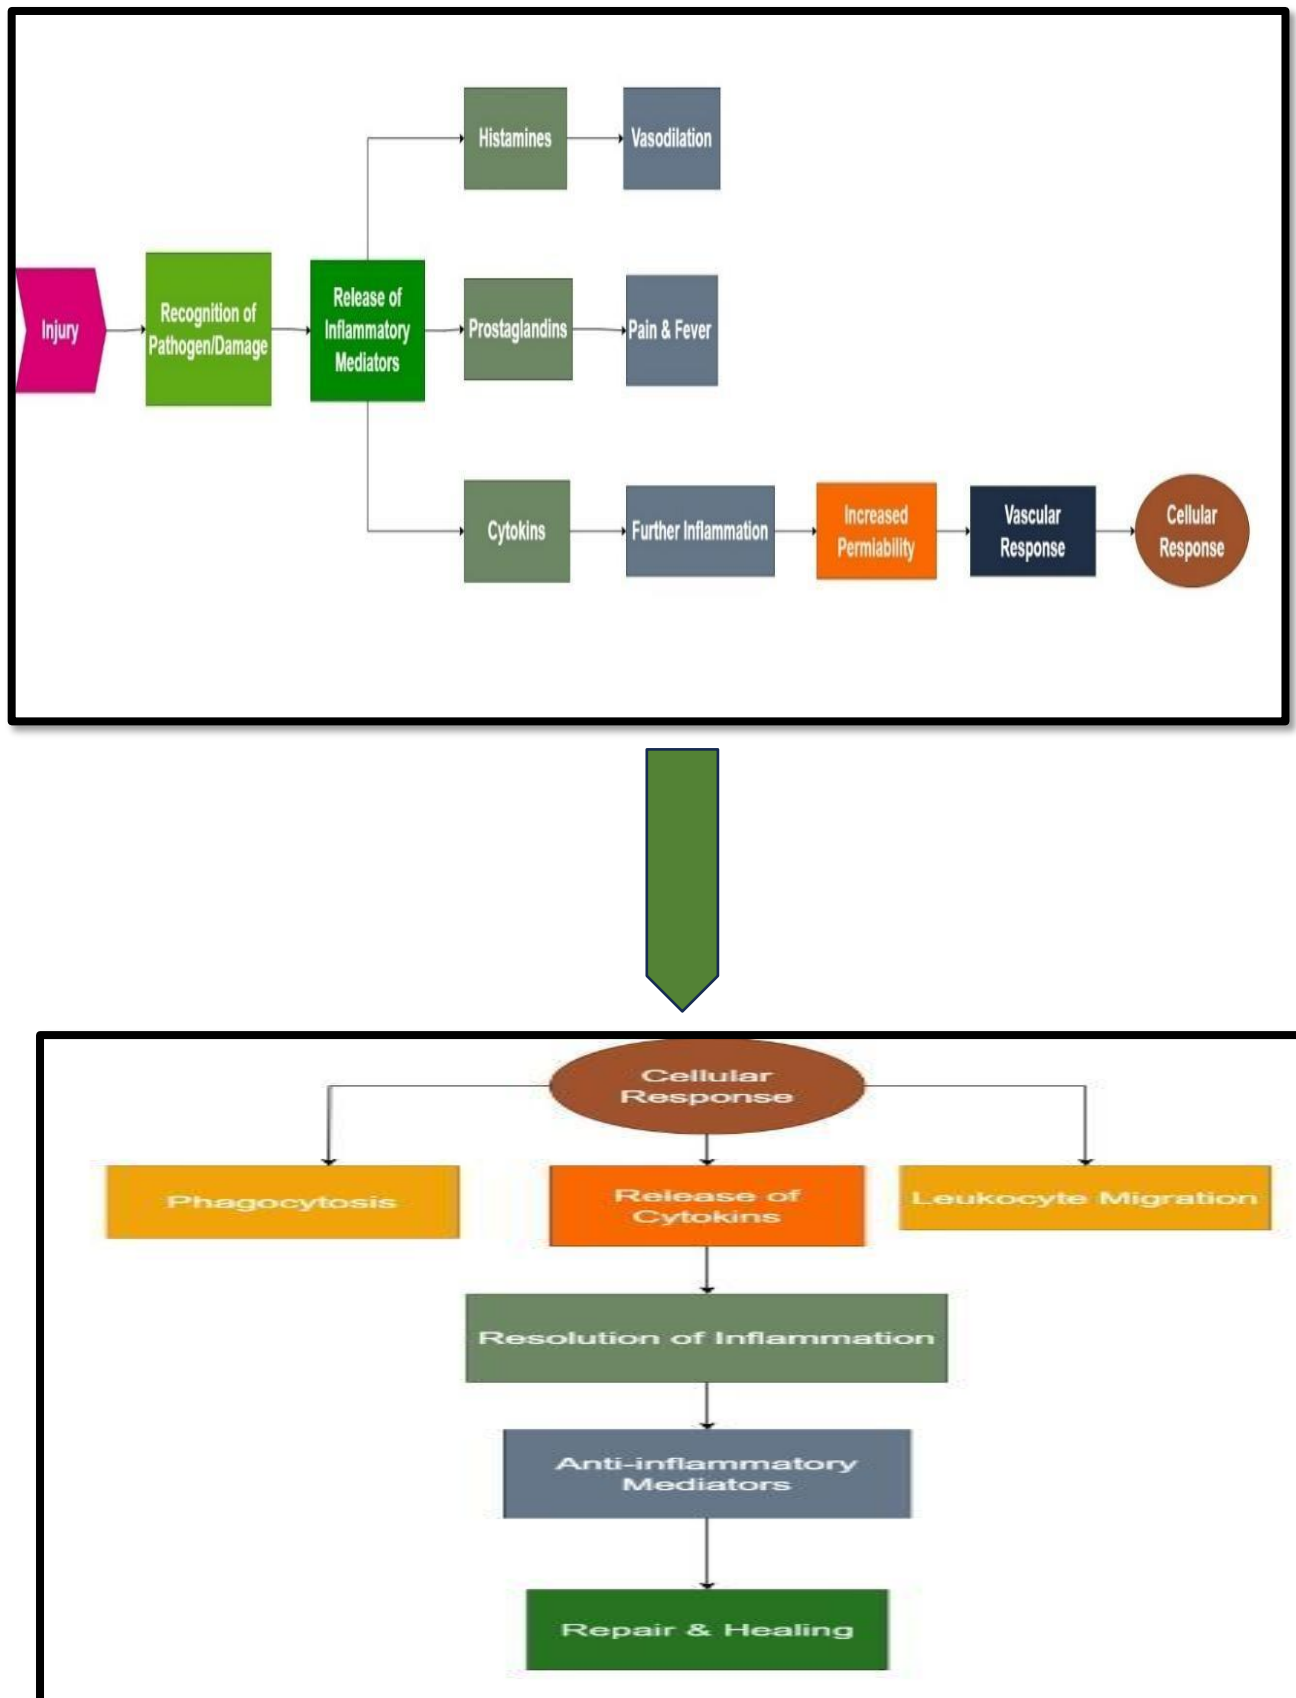 Histamines
Vasodilation
Injury
Recognition of
Pathogen/Damage
Release of
Inflammatory
Mediators
Prostaglandins
Pain & Fever
Cytokins
Further Inflammation
Increased
Permiability
Vascular
Response
Cellular
Response
Cellular
Response
Phagocytosis
Release of
Cytokins
Leukocyte Migration
Resolution of Inflammation
Anti-inflammatory
Mediators
Repair & Healing